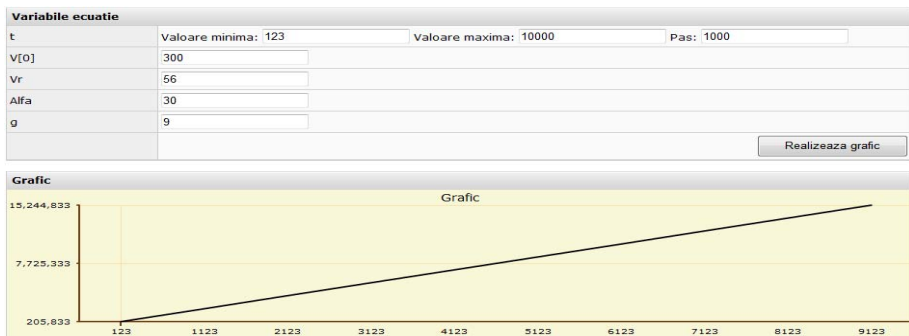 Variabile ecuatie
t Valoare minima: 123 Valoare maxima: 10000 Pas: 1000
V[0] 300
Vr 56
Alfa 30
g 9
Realizeaza grafic
Grafic
Grafic
15,244,833
7,725,333
205,833
123 1123 2123 3123 4123 5123 6123 7123 8123 9123